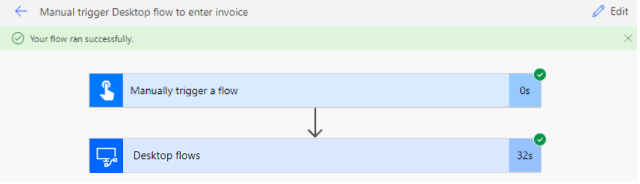 Manual trigger Desktop flow to enter invoice
Edit
Your flow ran successfully.
Manually trigger a flow
0s
Desktop flows
32s